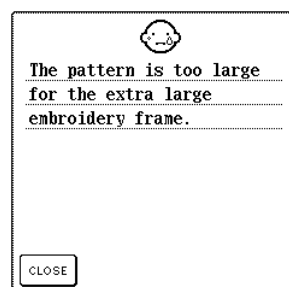 The pattern is too large
for the extra large
embroidery frame.
CLOSE